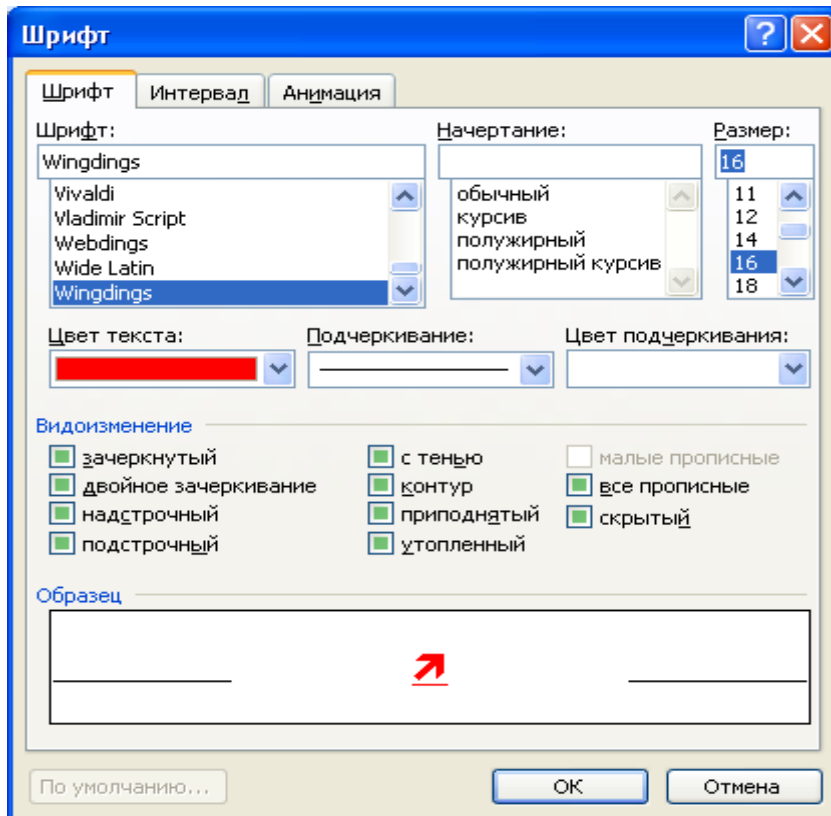 Шрифт
Шрифт Интервал Анимация
Шрифт: Начертание: Размер:
Wingdings 16
Vivaldi обычный 11
Vladimir Script курсив 12
Webdings полужирный 14
Wide Latin полужирный курсив 16
Wingdings 18
Цвет текста: Подчеркивание: Цвет подчеркивания:
Видоизменение
зачеркнутый с тенью малые прописные
двойное зачеркивание контур все прописные
надстрочный приподнятый скрытый
подстрочный утопленный
Образец
По умолчанию... ОК Отмена